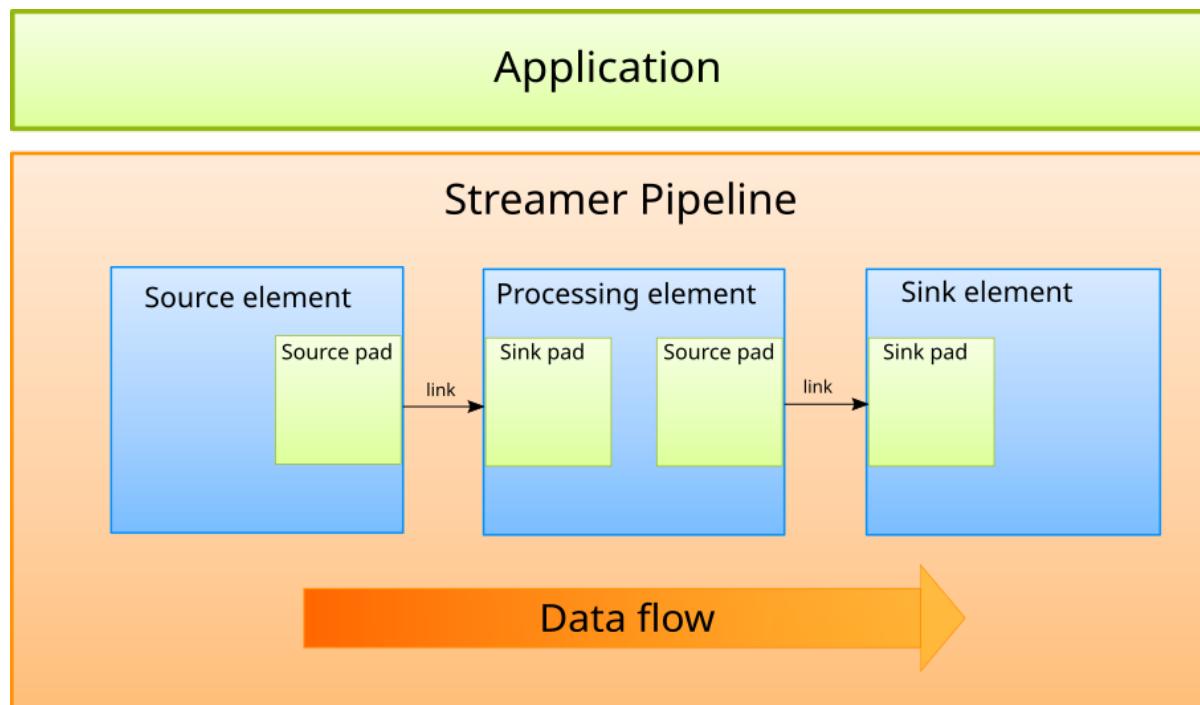 Application
Streamer Pipeline
Source element
Source pad
link
Processing element
Sink pad
Source pad
link
Sink element
Sink pad
Data flow